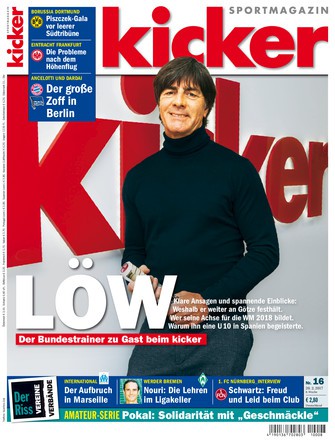 BORUSSIA DORTMUND
Piszczek-Gala
vor leerer
Südtribüne
EINTRACHT FRANKFURT
Die Probleme
nach dem
Höhenflug
ANCELOTTI UND DARDAI
Der große
Zoff in
Berlin
SPORTMAGAZIN
kicker
kicker
LÖW
Klare Ansagen und spannende Einblicke:
Weshalb er weiter an Götze festhält.
Wer seine Achse für die WM 2018 bildet.
Warum ihn eine U 10 in Spanien begeisterte.
Der Bundestrainer zu Gast beim kicker
Der
Riss
VEREINE
VERBÄNDE
INTERNATIONAL
Der Aufbruch
in Marseille
WERDER BREMEN
Nouri: Die Lehren
im Ligakeller
1. FC NÜRNBERG, INTERVIEW
Schwartz: Freud
und Leid beim Club
AMATEUR-SERIE Pokal: Solidarität mit „Geschmäckle“
Nr. 16
€ 2,80